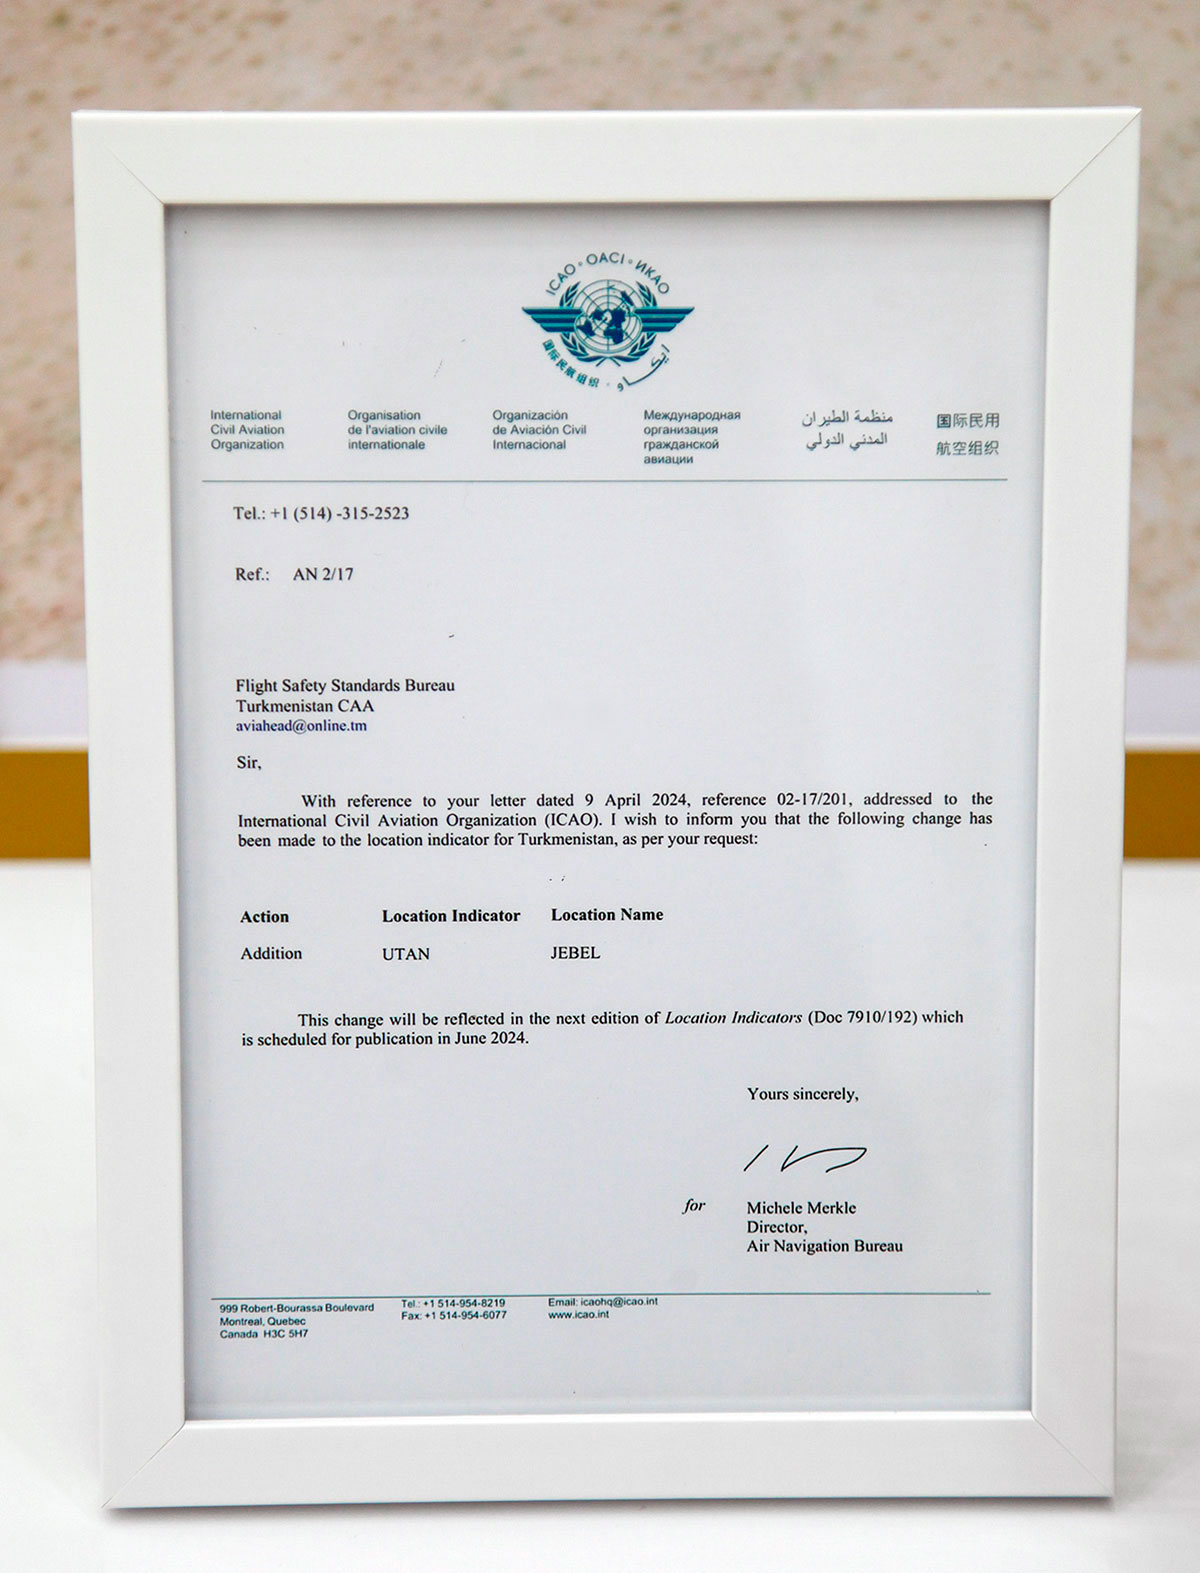 ICAO · OACI · ИКАО
国际民航组织 · ايكاو
International
Civil Aviation
Organization
Organisation
de l'aviation civile
internationale
Organización
de Aviación Civil
Internacional
Международная
организация
гражданской
авиации
منظمة الطيران
المدني الدولي
国际民用
航空组织
Tel.: +1 (514) -315-2523
Ref.: AN 2/17
Flight Safety Standards Bureau
Turkmenistan CAA
aviahead@online.tm
Sir,
With reference to your letter dated 9 April 2024, reference 02-17/201, addressed to the
International Civil Aviation Organization (ICAO). I wish to inform you that the following change has
been made to the location indicator for Turkmenistan, as per your request:
Action Location Indicator Location Name
Addition UTAN JEBEL
This change will be reflected in the next edition of Location Indicators (Doc 7910/192) which
is scheduled for publication in June 2024.
Yours sincerely,
for Michele Merkle
Director,
Air Navigation Bureau
999 Robert-Bourassa Boulevard
Montreal, Quebec
Canada H3C 5H7
Tel.: +1 514-954-8219
Fax: +1 514-954-6077
Email: icaohq@icao.int
www.icao.int